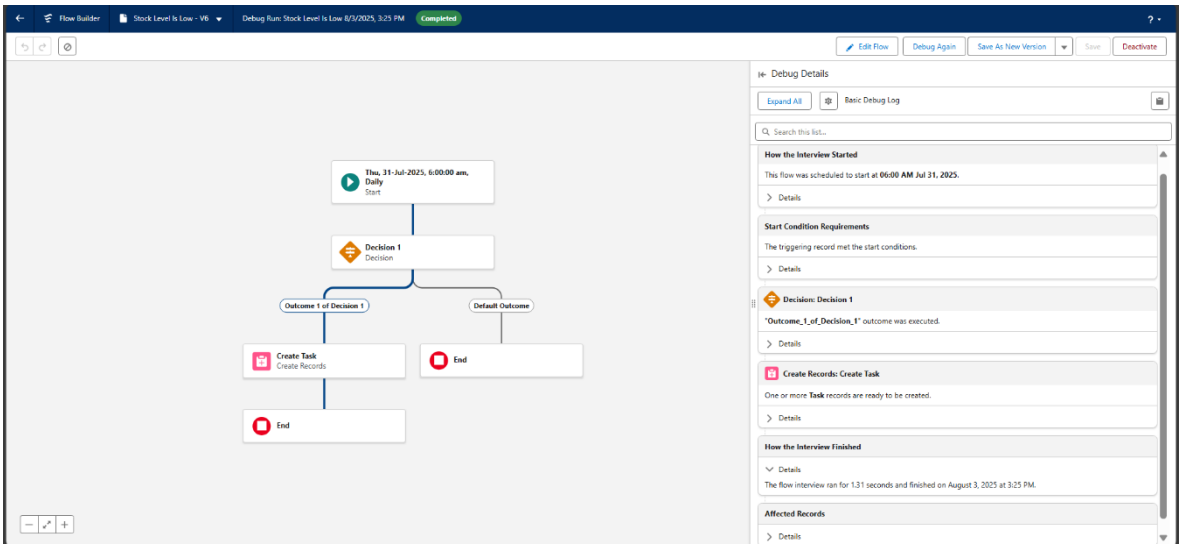 Flow Builder
Stock Level Is Low - V6
Debug Run: Stock Level Is Low 8/3/2025, 3:25 PM
Completed
?
Edit Flow
Debug Again
Save As New Version
Save
Deactivate
Thu, 31-Jul-2025, 6:00:00 am,
Daily
Start
Decision 1
Decision
Outcome 1 of Decision 1
Default Outcome
Create Task
Create Records
End
End
Debug Details
Expand All
Basic Debug Log
Search this list...
How the Interview Started
This flow was scheduled to start at 06:00 AM Jul 31, 2025.
Details
Start Condition Requirements
The triggering record met the start conditions.
Details
Decision: Decision 1
"Outcome_1_of_Decision_1" outcome was executed.
Details
Create Records: Create Task
One or more Task records are ready to be created.
Details
How the Interview Finished
Details
The flow interview ran for 1.31 seconds and finished on August 3, 2025 at 3:25 PM.
Affected Records
Details